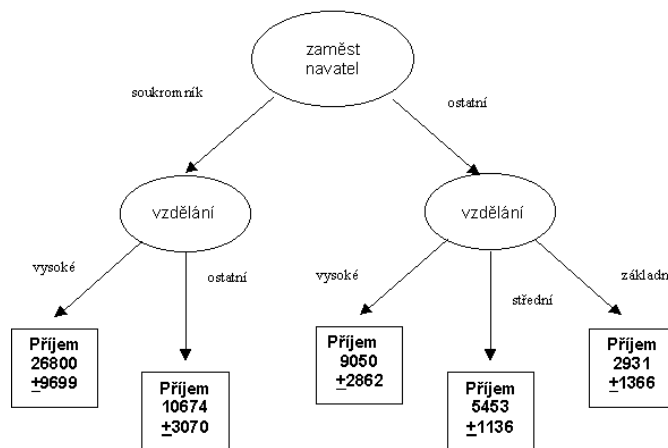 zaměst
navatel
soukromník
ostatní
vzdělání
vzdělání
vysoké
ostatní
vysoké
střední
základn
Příjem
26800
±9699
Příjem
10674
±3070
Příjem
9050
±2862
Příjem
5453
±1136
Příjem
2931
±1366